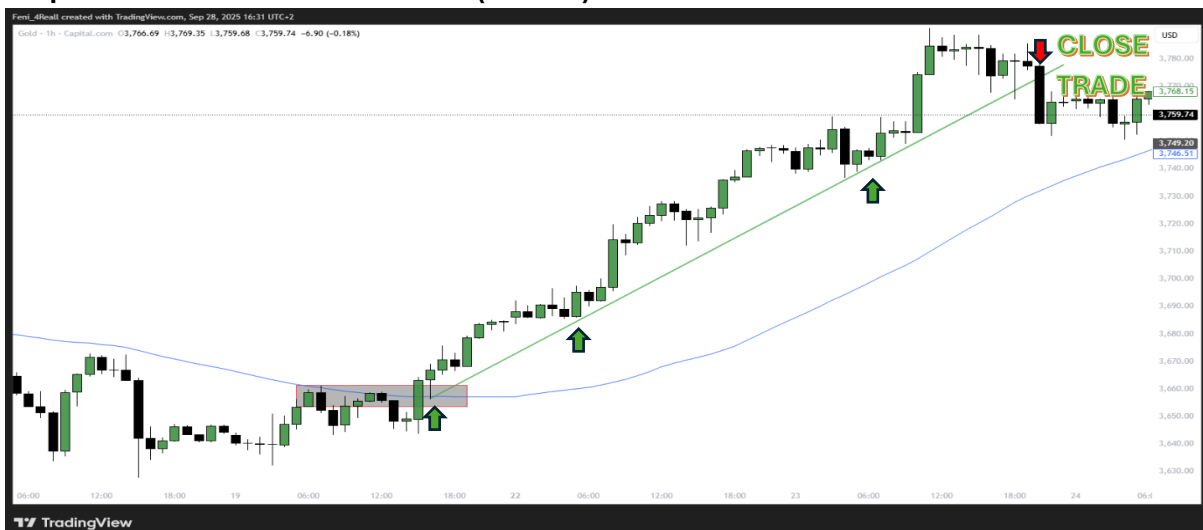 Feni_4Reall created with TradingView.com, Sep 28, 2025 16:31 UTC+2
Gold · 1h · Capital.com O3,766.69 H3,769.35 L3,759.68 C3,759.74 −6.90 (−0.18%)
USD
CLOSE
TRADE
3,780.00
3,768.15
3,759.74
3,749.20
3,746.51
3,740.00
3,730.00
3,720.00
3,710.00
3,700.00
3,690.00
3,680.00
3,670.00
3,660.00
3,650.00
3,640.00
3,630.00
06:00 12:00 18:00 19 06:00 12:00 18:00 22 06:00 12:00 18:00 23 06:00 12:00 18:00 24
TradingView